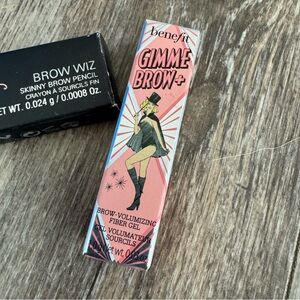 BROW WIZ
SKINNY BROW PENCIL
CRAYON A SOURCILS FIN
ET WT. 0.024 g / 0.0008 Oz.
benefit
GIMME
BROW+
BROW-VOLUMIZING
FIBER GEL
GEL VOLUMATEUR
SOURCILS